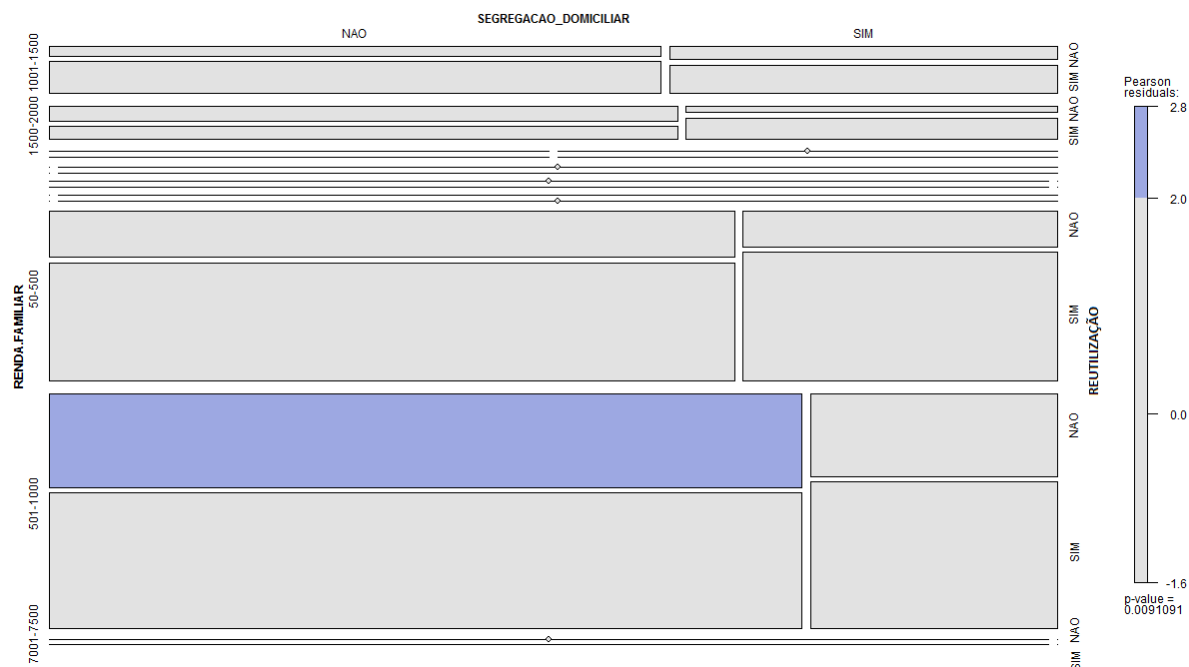 SEGREGACAO_DOMICILIAR
NAO SIM
RENDA.FAMILIAR
1001-1500
1500-2000
50-500
501-1000
7001-7500
NAO
SIM
NAO
SIM
NAO
SIM
NAO
SIM
NAO
SIM
REUTILIZAÇÃO
Pearson
residuals:
2.8
2.0
0.0
-1.6
p-value =
0.0091091